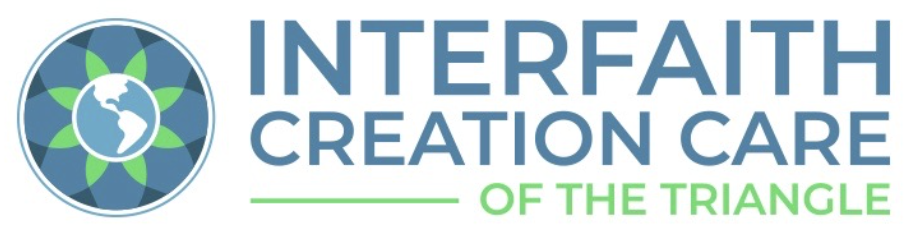 INTERFAITH
CREATION CARE
OF THE TRIANGLE